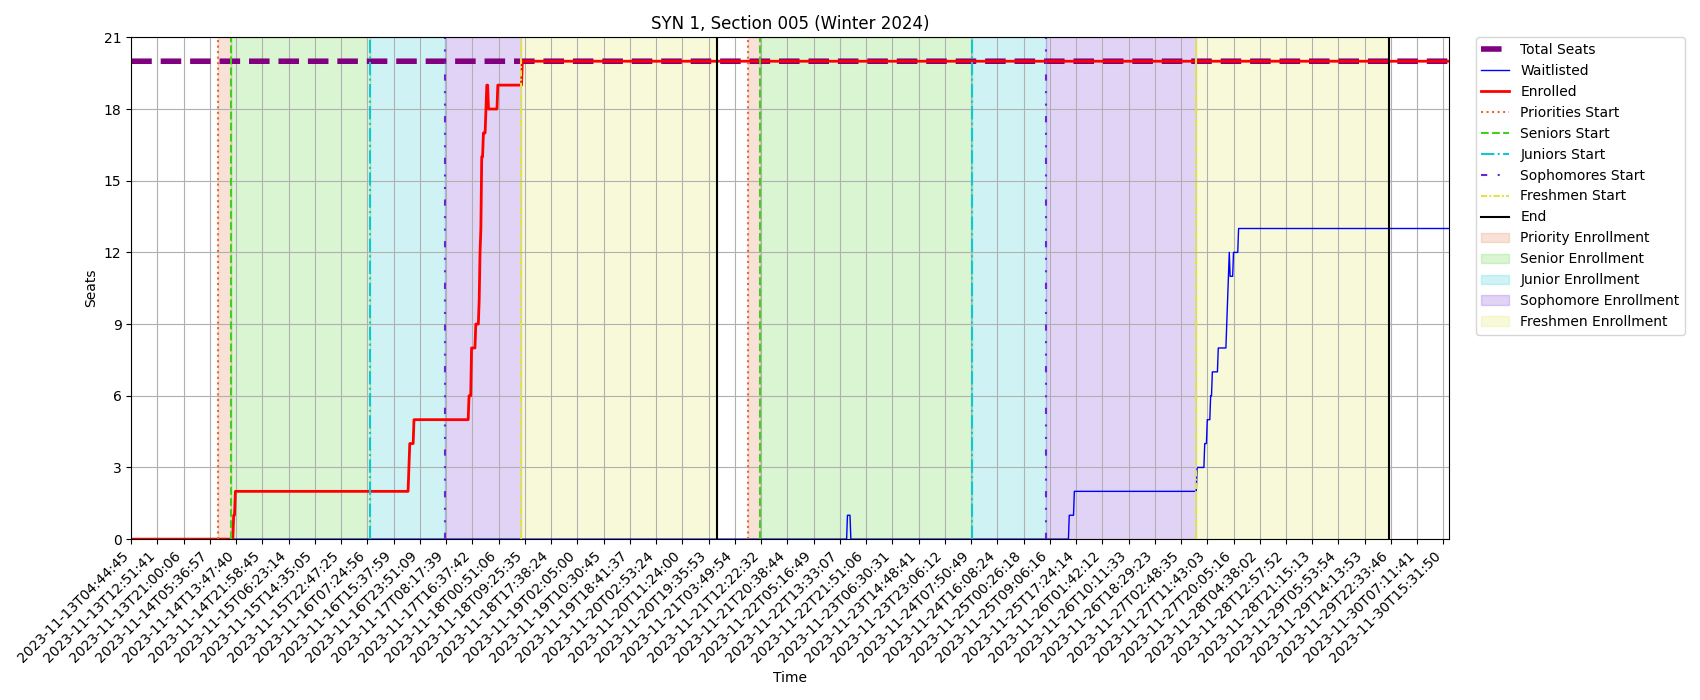 SYN 1, Section 005 (Winter 2024)
Seats
21
18
15
12
9
6
3
0
2023-11-13T04:44:45
2023-11-13T12:51:41
2023-11-13T21:00:06
2023-11-14T05:36:57
2023-11-14T13:47:40
2023-11-14T21:58:45
2023-11-15T06:23:14
2023-11-15T14:35:05
2023-11-15T22:47:25
2023-11-16T07:24:56
2023-11-16T15:37:59
2023-11-16T23:51:09
2023-11-17T08:17:39
2023-11-17T16:37:42
2023-11-18T00:51:06
2023-11-18T09:25:35
2023-11-18T17:38:24
2023-11-19T02:05:00
2023-11-19T10:30:45
2023-11-19T18:41:37
2023-11-20T02:53:24
2023-11-20T11:24:00
2023-11-20T19:35:53
2023-11-21T03:49:54
2023-11-21T12:22:32
2023-11-21T20:38:44
2023-11-22T05:16:49
2023-11-22T13:33:07
2023-11-22T21:51:06
2023-11-23T06:30:31
2023-11-23T14:48:41
2023-11-23T23:06:12
2023-11-24T07:50:49
2023-11-24T16:08:24
2023-11-25T00:26:18
2023-11-25T09:06:16
2023-11-25T17:24:14
2023-11-26T01:42:12
2023-11-26T10:11:33
2023-11-26T18:29:23
2023-11-27T02:48:35
2023-11-27T11:43:03
2023-11-27T20:05:16
2023-11-28T04:38:02
2023-11-28T12:57:52
2023-11-28T21:15:13
2023-11-29T05:53:54
2023-11-29T14:13:53
2023-11-29T22:33:46
2023-11-30T07:11:41
2023-11-30T15:31:50
Time
Total Seats
Waitlisted
Enrolled
Priorities Start
Seniors Start
Juniors Start
Sophomores Start
Freshmen Start
End
Priority Enrollment
Senior Enrollment
Junior Enrollment
Sophomore Enrollment
Freshmen Enrollment